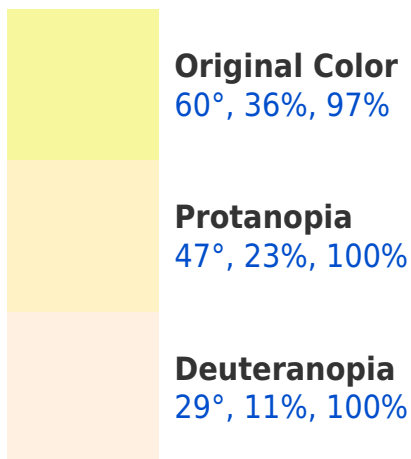 Original Color
60°, 36%, 97%
Protanopia
47°, 23%, 100%
Deuteranopia
29°, 11%, 100%